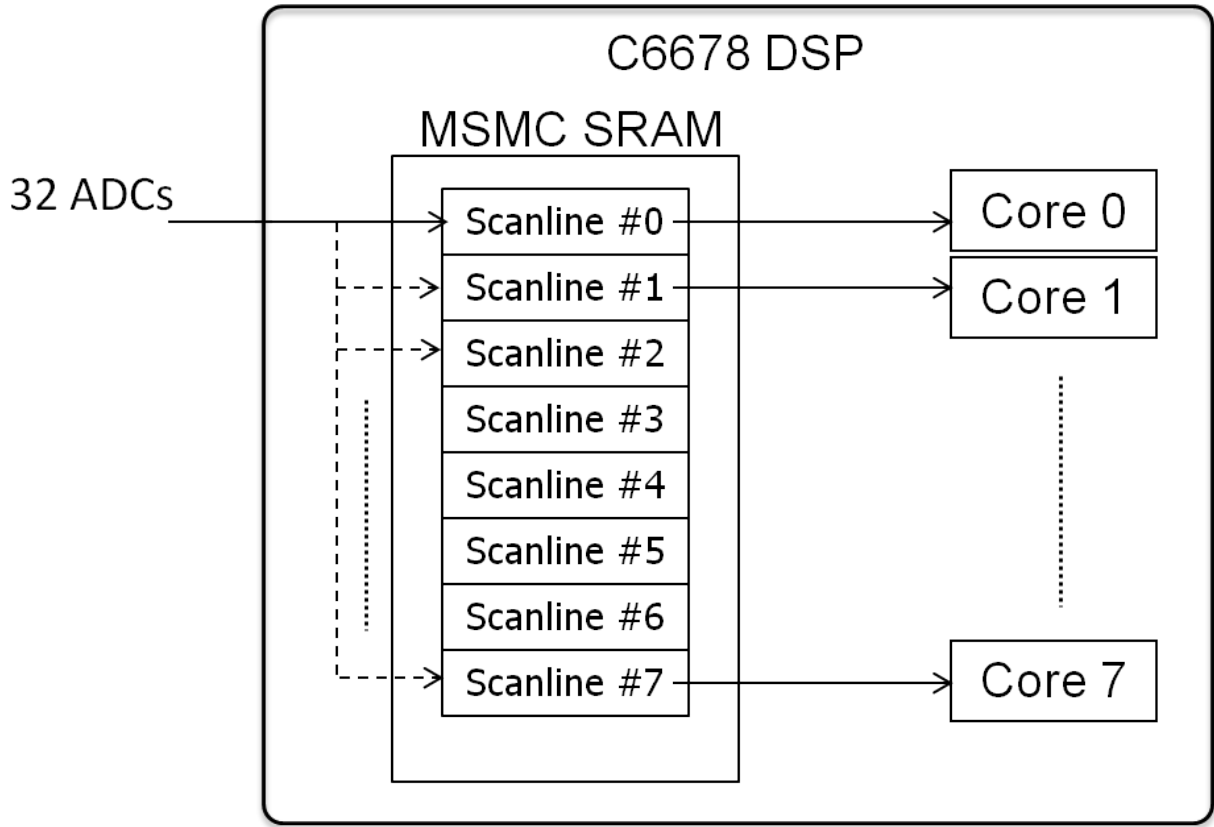 C6678 DSP
MSMC SRAM
32 ADCs
Scanline #0
Core 0
Scanline #1
Core 1
Scanline #2
Scanline #3
Scanline #4
Scanline #5
Scanline #6
Scanline #7
Core 7